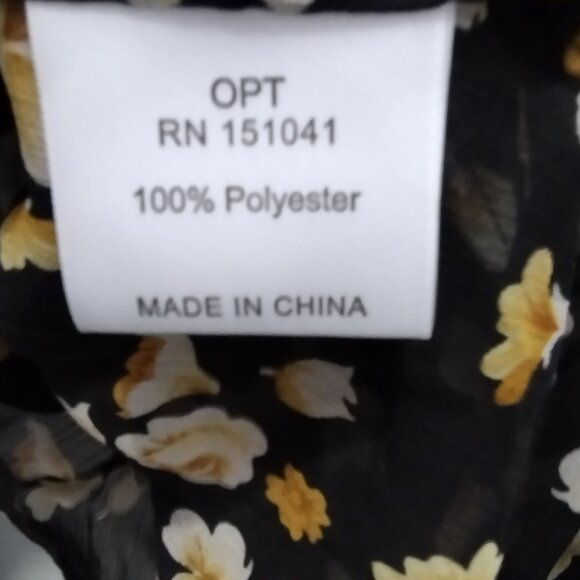 OPT
RN 151041
100% Polyester
MADE IN CHINA